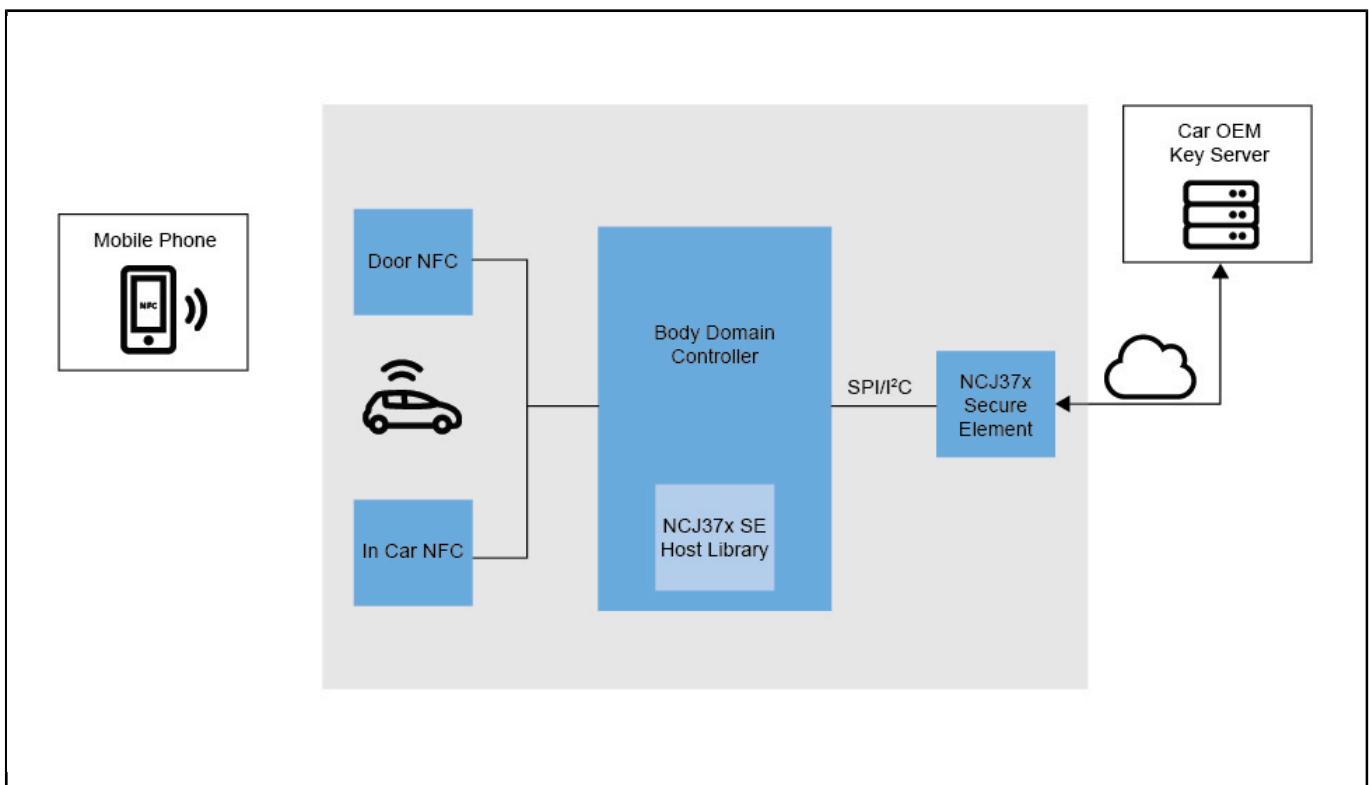 Mobile Phone
NFC
Door NFC
In Car NFC
Body Domain
Controller
NCJ37x SE
Host Library
SPI/I²C
NCJ37x
Secure
Element
Car OEM
Key Server